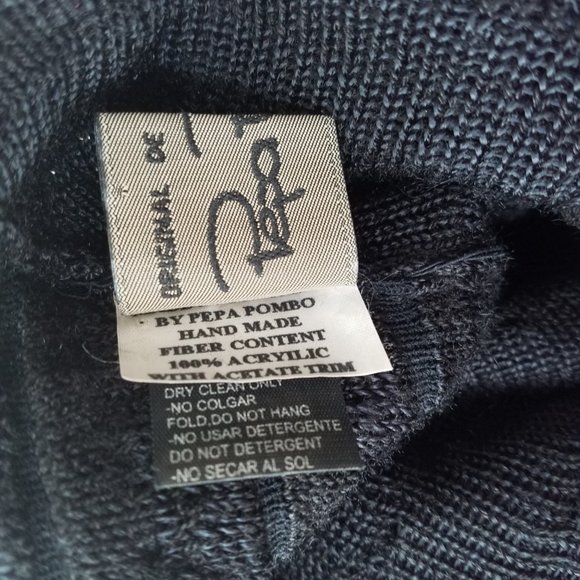 ORIGINAL DE
Pepa
BY PEPA POMBO
HAND MADE
FIBER CONTENT
100% ACRYILIC
WITH ACETATE TRIM
DRY CLEAN ONLY
-NO COLGAR
FOLD,DO NOT HANG
-NO USAR DETERGENTE
DO NOT DETERGENT
-NO SECAR AL SOL